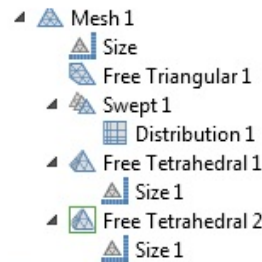 Mesh 1
Size
Free Triangular 1
Swept 1
Distribution 1
Free Tetrahedral 1
Size 1
Free Tetrahedral 2
Size 1